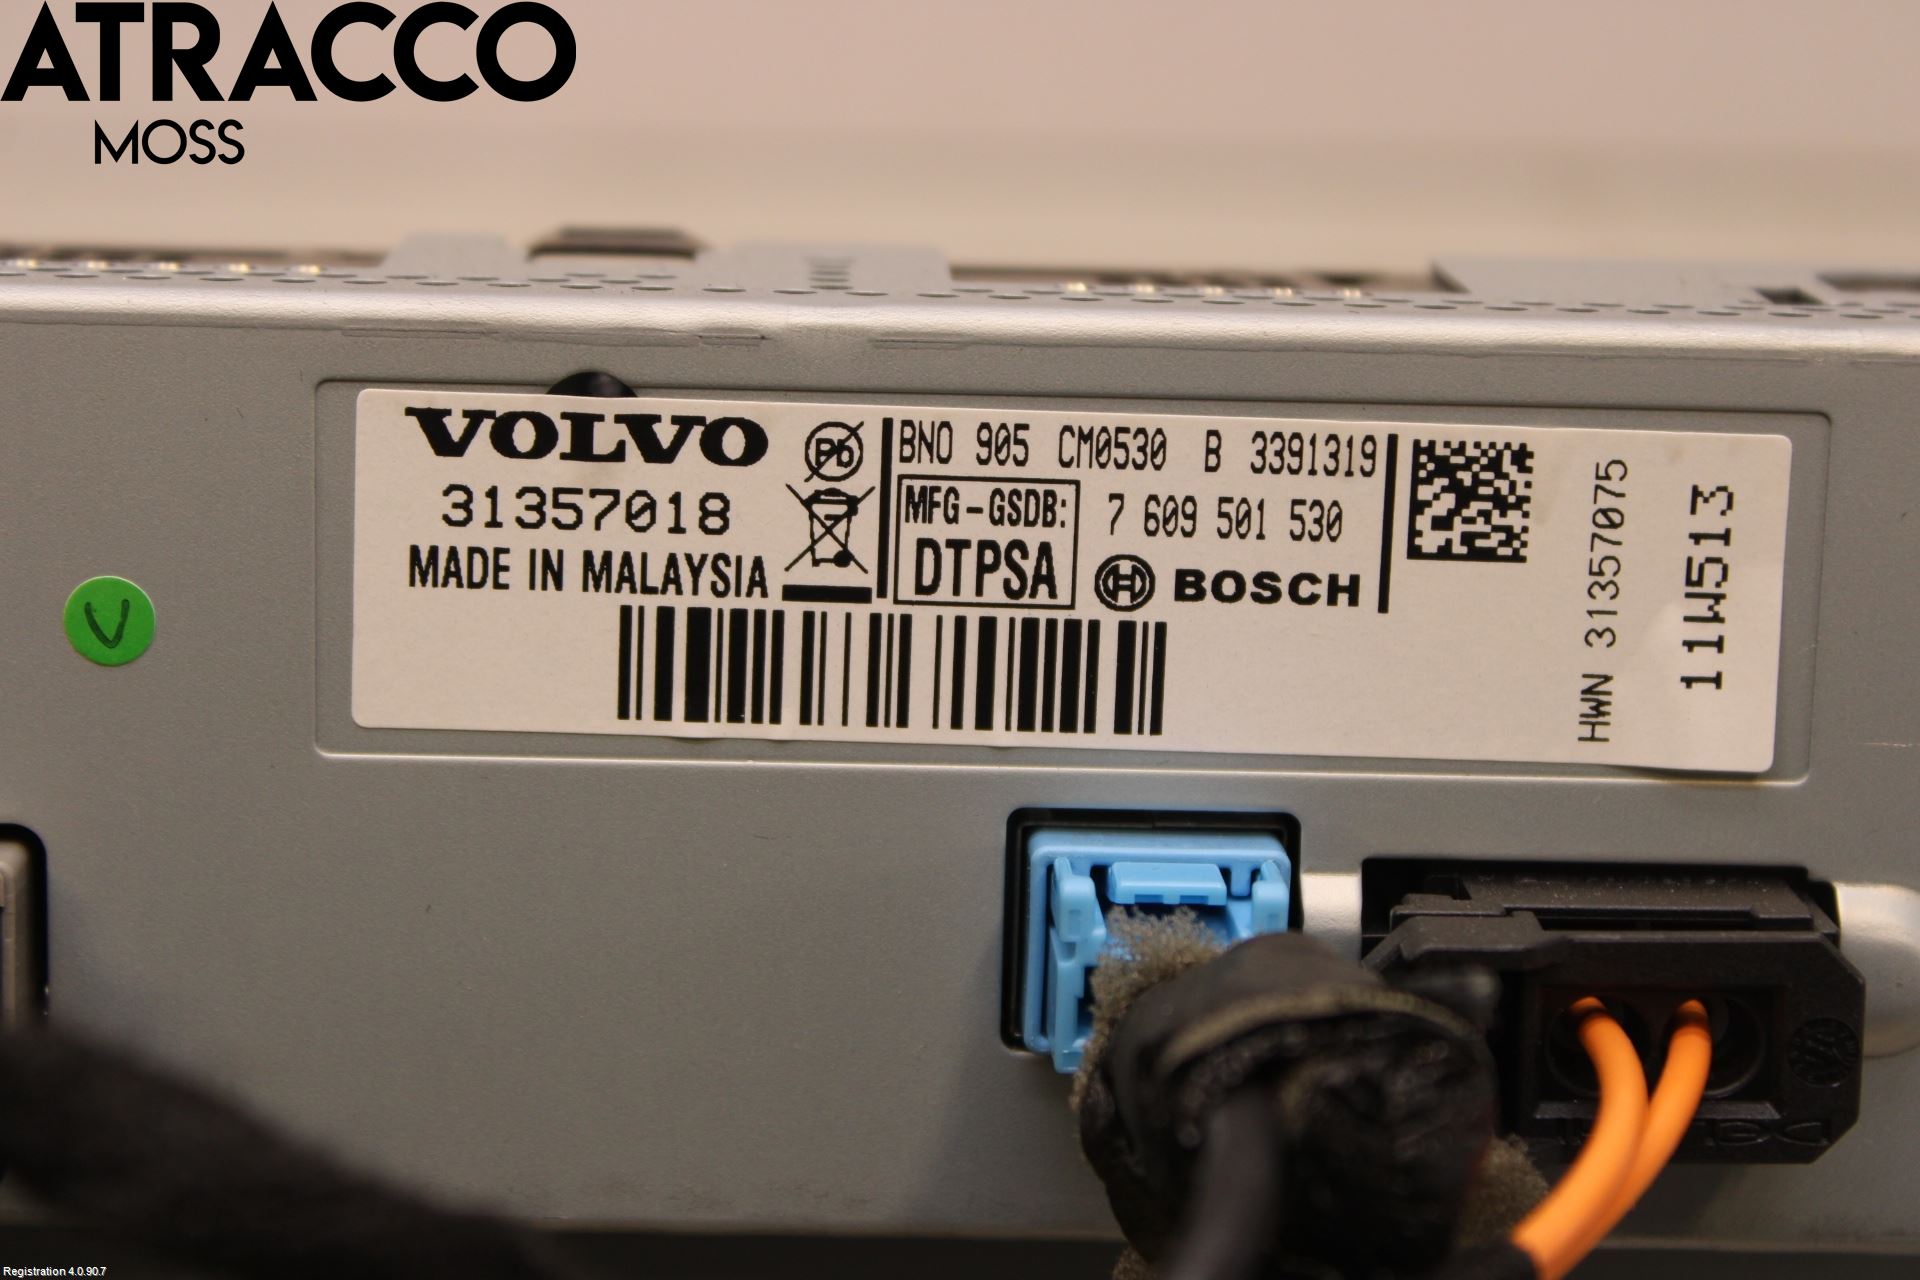 ATRACCO
MOSS
VOLVO
31357018
MADE IN MALAYSIA
Pb
BNO 905 CM0530 B 3391319
MFG-GSDB:
DTPSA
7 609 501 530
BOSCH
HWN 31357075
11W513
V
Registration 4.0.90.7